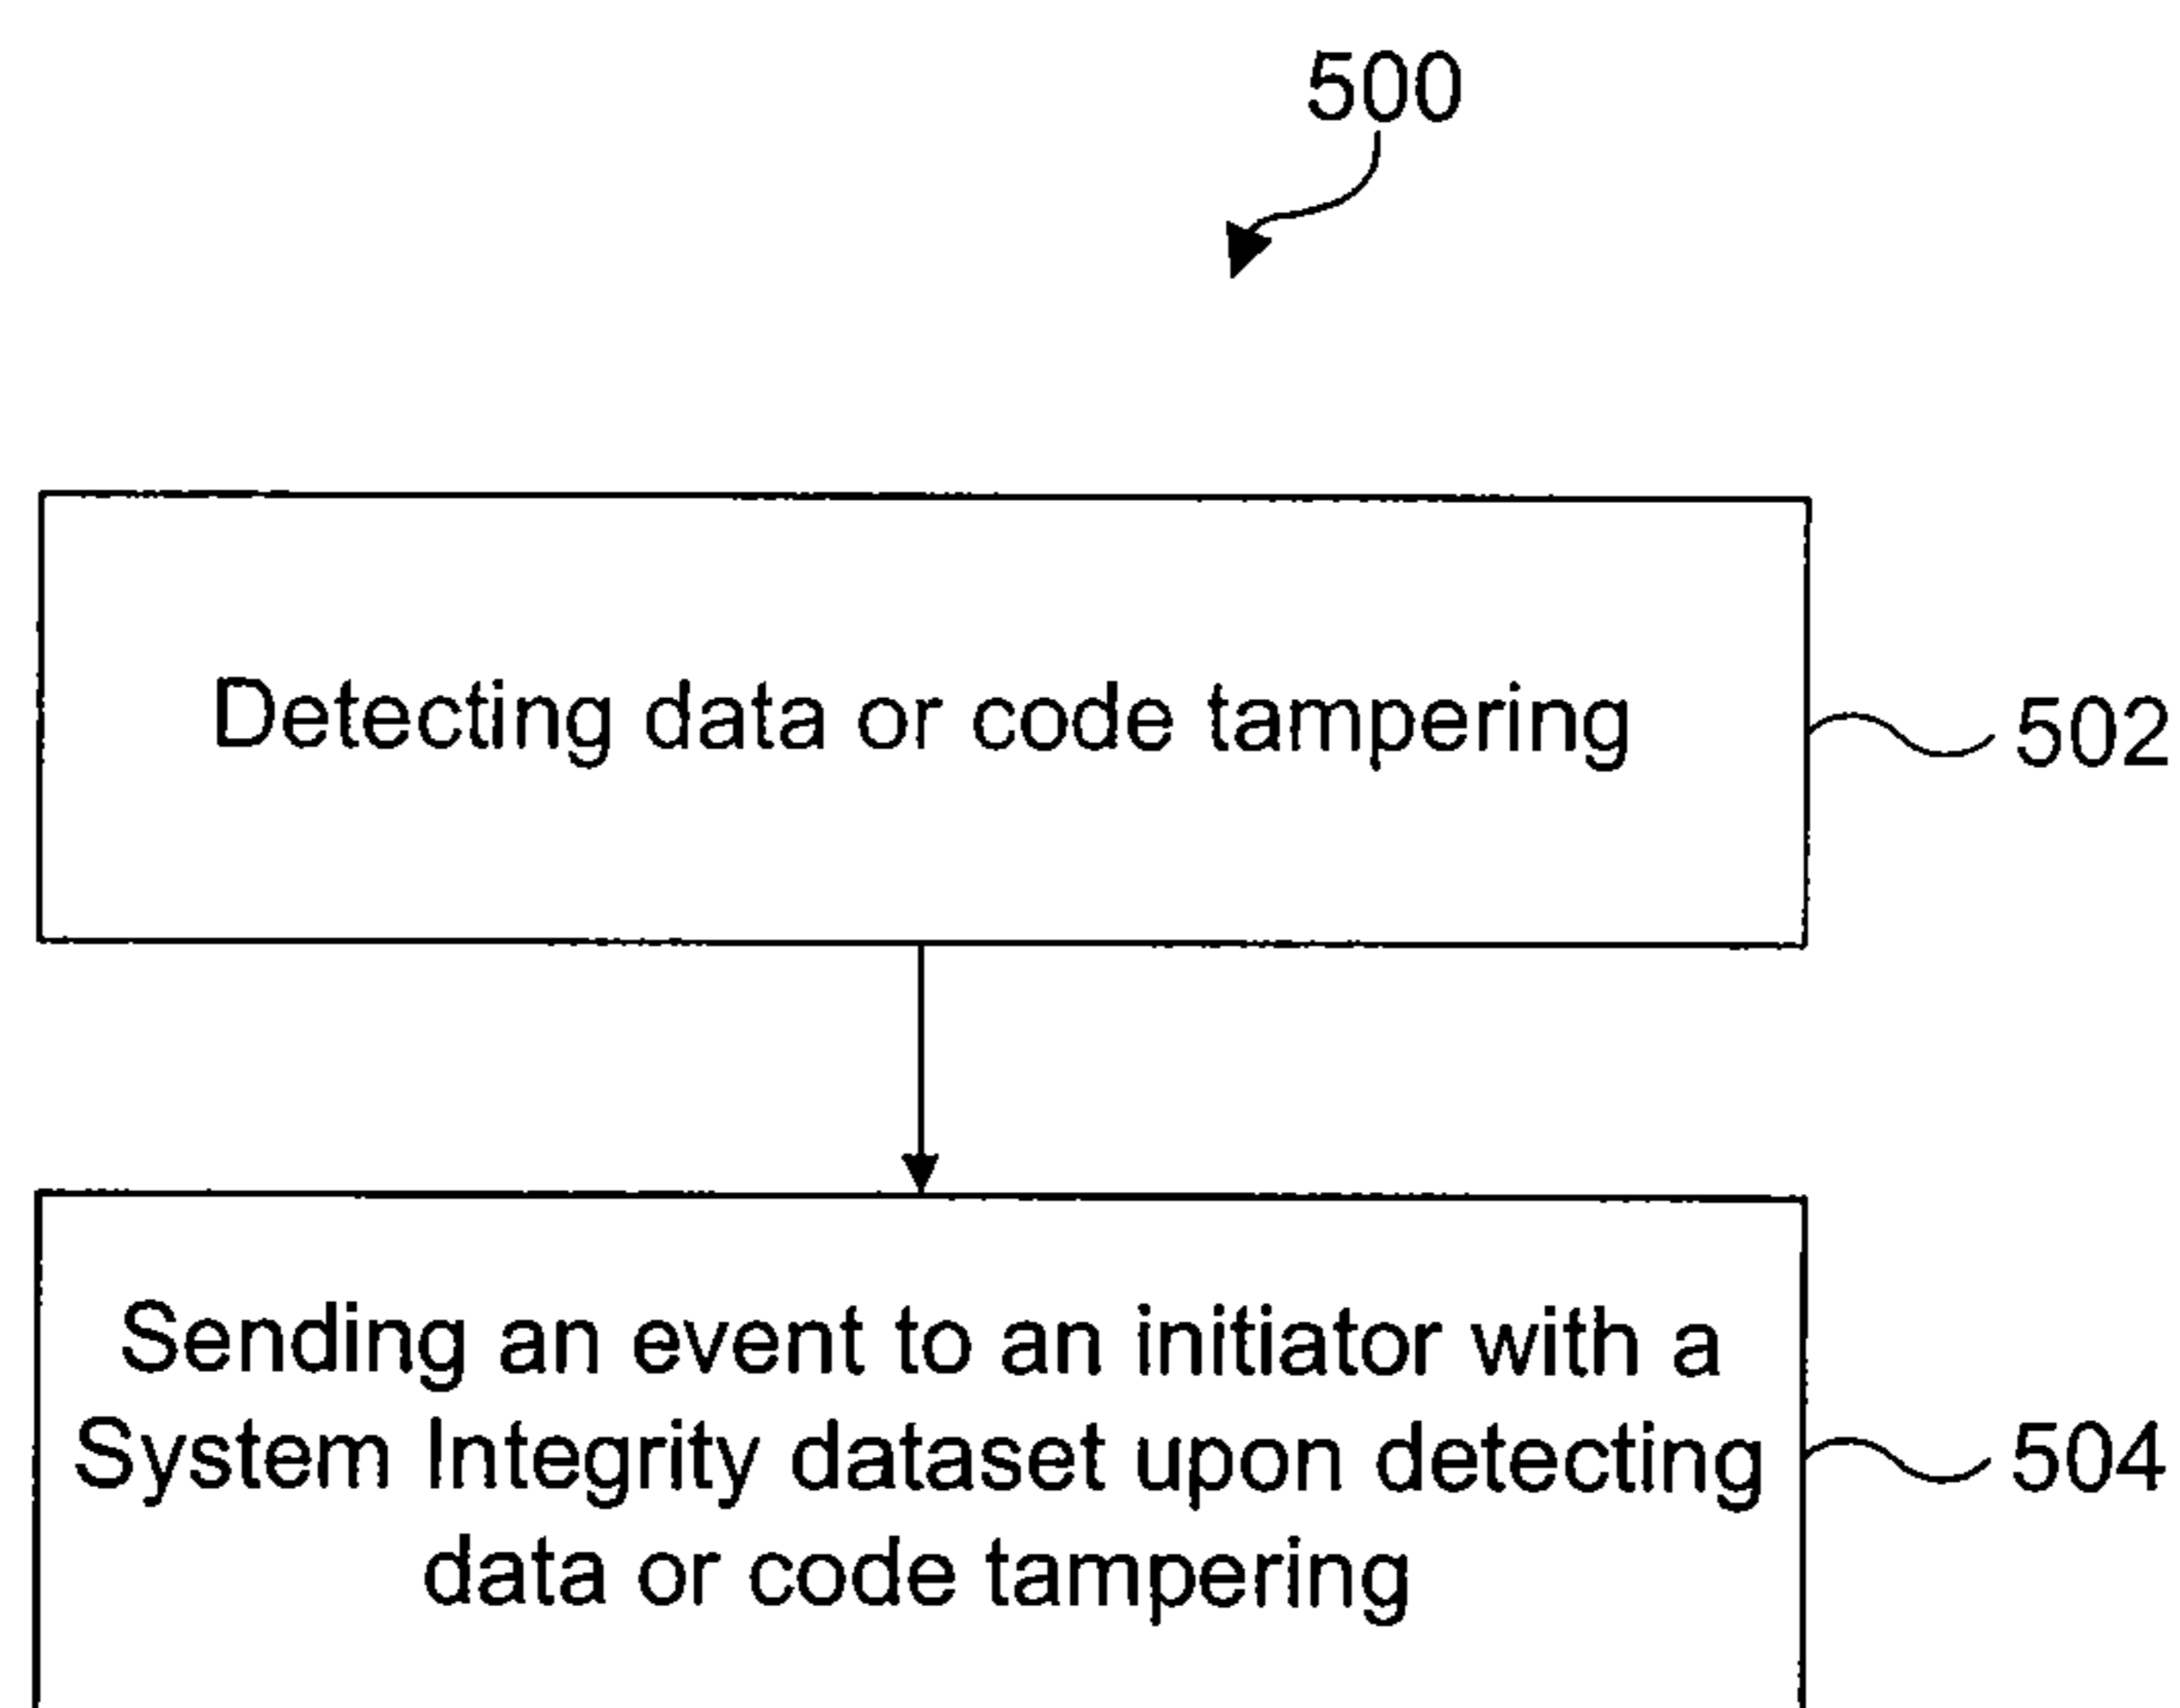 500
Detecting data or code tampering
502
Sending an event to an initiator with a
System Integrity dataset upon detecting
data or code tampering
504